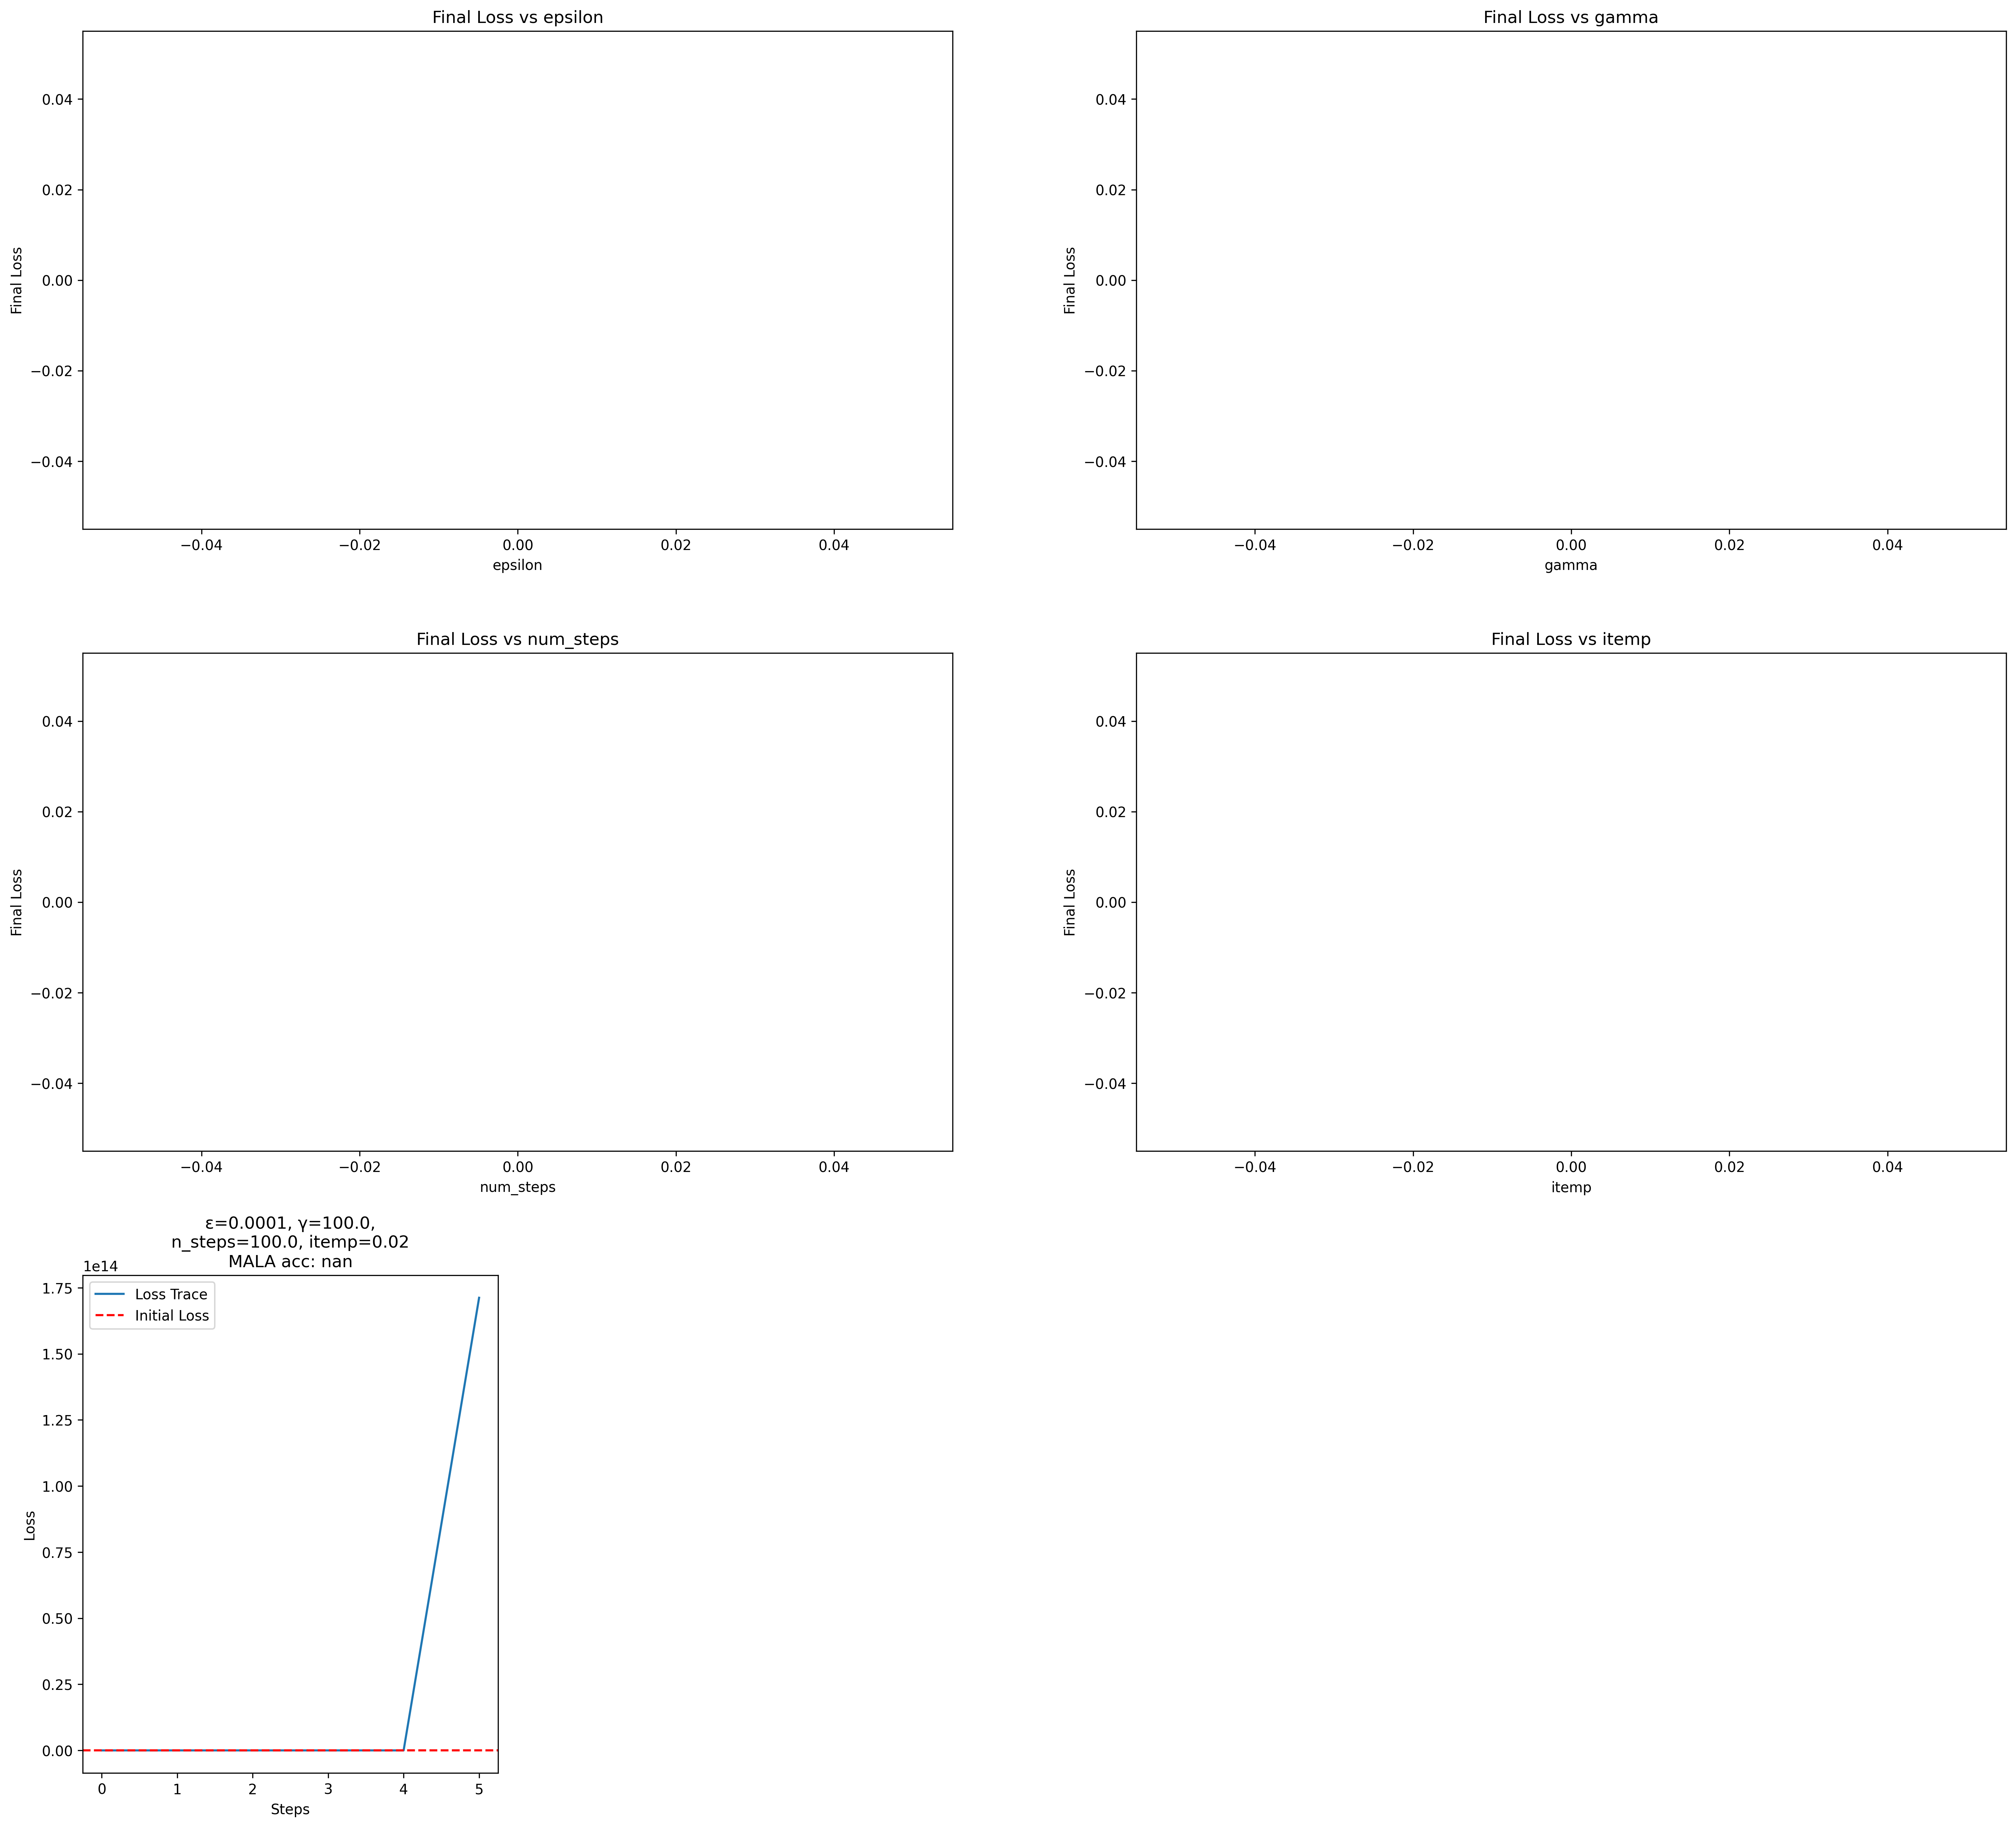 Final Loss vs epsilon
0.04
0.02
0.00
−0.02
−0.04
Final Loss
−0.04 −0.02 0.00 0.02 0.04
epsilon
Final Loss vs gamma
0.04
0.02
0.00
−0.02
−0.04
Final Loss
−0.04 −0.02 0.00 0.02 0.04
gamma
Final Loss vs num_steps
0.04
0.02
0.00
−0.02
−0.04
Final Loss
−0.04 −0.02 0.00 0.02 0.04
num_steps
Final Loss vs itemp
0.04
0.02
0.00
−0.02
−0.04
Final Loss
−0.04 −0.02 0.00 0.02 0.04
itemp
ε=0.0001, γ=100.0,
n_steps=100.0, itemp=0.02
MALA acc: nan
1e14
Loss Trace
Initial Loss
1.75
1.50
1.25
1.00
0.75
0.50
0.25
0.00
Loss
0 1 2 3 4 5
Steps